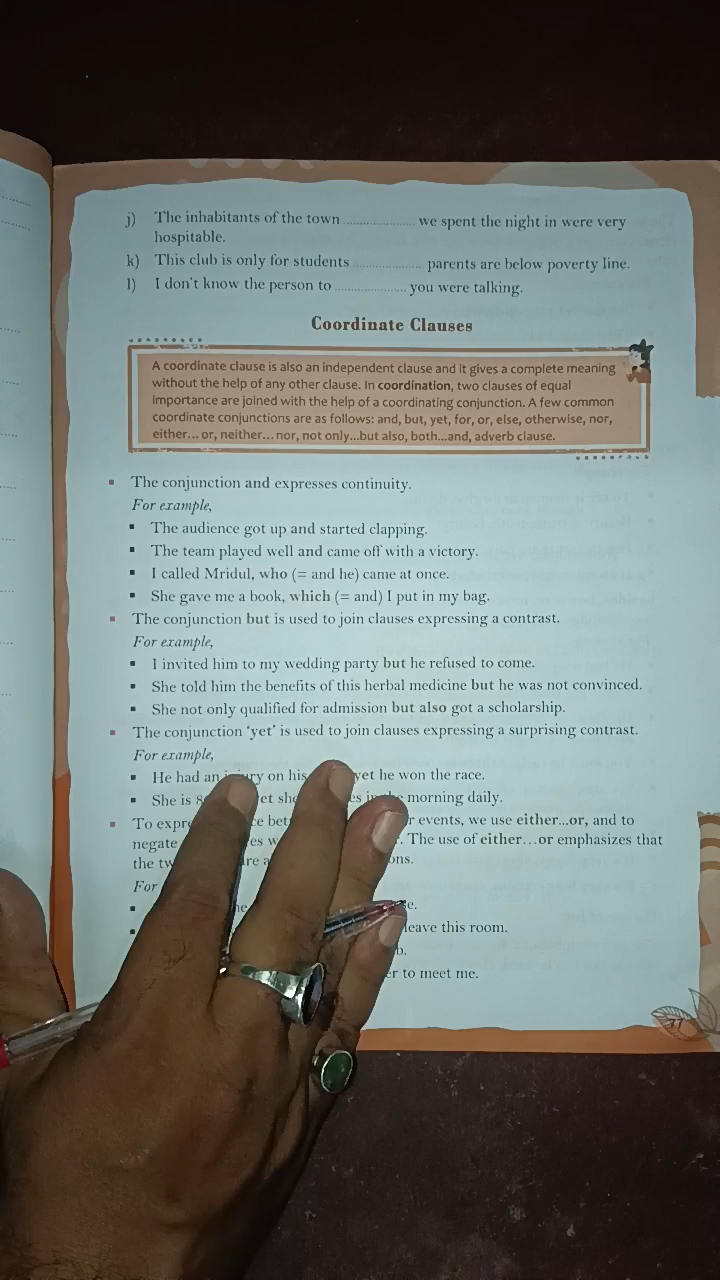 j) The inhabitants of the town .................... we spent the night in were very
hospitable.
k) This club is only for students .................... parents are below poverty line.
l) I don't know the person to .................... you were talking.
Coordinate Clauses
A coordinate clause is also an independent clause and it gives a complete meaning
without the help of any other clause. In coordination, two clauses of equal
importance are joined with the help of a coordinating conjunction. A few common
coordinate conjunctions are as follows: and, but, yet, for, or, else, otherwise, nor,
either... or, neither... nor, not only...but also, both...and, adverb clause.
▪ The conjunction and expresses continuity.
For example,
▪ The audience got up and started clapping.
▪ The team played well and came off with a victory.
▪ I called Mridul, who (= and he) came at once.
▪ She gave me a book, which (= and) I put in my bag.
▪ The conjunction but is used to join clauses expressing a contrast.
For example,
▪ I invited him to my wedding party but he refused to come.
▪ She told him the benefits of this herbal medicine but he was not convinced.
▪ She not only qualified for admission but also got a scholarship.
▪ The conjunction 'yet' is used to join clauses expressing a surprising contrast.
For example,
▪ He had an injury on his yet he won the race.
▪ She is morning daily.
▪ To events, we use either...or, and to
negate The use of either...or emphasizes that
the
For
▪
▪ leave this room.
to meet me.
77